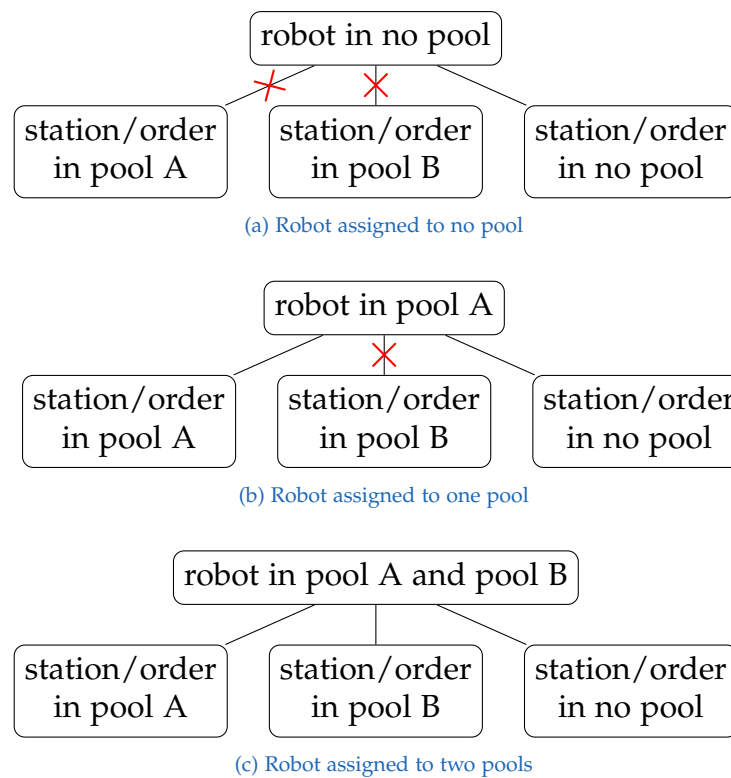 robot in no pool
station/order
in pool A
station/order
in pool B
station/order
in no pool
(a) Robot assigned to no pool
robot in pool A
station/order
in pool A
station/order
in pool B
station/order
in no pool
(b) Robot assigned to one pool
robot in pool A and pool B
station/order
in pool A
station/order
in pool B
station/order
in no pool
(c) Robot assigned to two pools